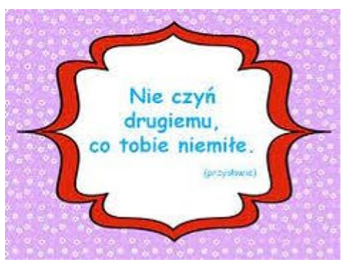 Nie czyń
drugiemu,
co tobie niemiłe.
(przysłowie)